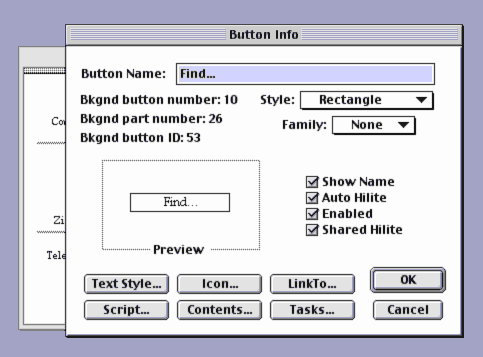 Button Info
Button Name: Find...
Bkgnd button number: 10 Style: Rectangle
Bkgnd part number: 26 Family: None
Bkgnd button ID: 53
Show Name
Find... Auto Hilite
Enabled
Shared Hilite
Preview
Text Style... Icon... LinkTo... OK
Script... Contents... Tasks... Cancel
Zi
Tele